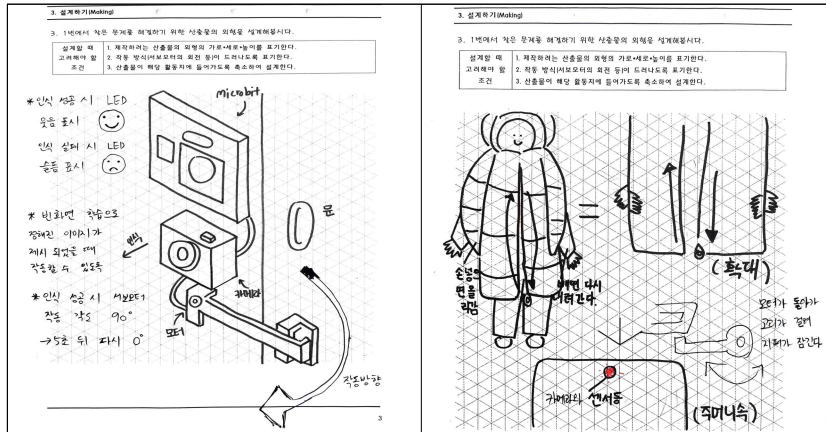 3. 설계하기(Making)
3. 1번에서 찾은 문제를 해결하기 위한 산출물의 외형을 설계해봅시다.
설계할 때
고려해야 할
조건
1. 제작하려는 산출물의 외형의 가로•세로•높이를 표기한다.
2. 작동 방식(서보모터의 회전 등)이 드러나도록 표기한다.
3. 산출물이 해당 활동지에 들어가도록 축소하여 설계한다.
Microbit
* 인식 성공 시 LED
웃음 표시
인식 실패 시 LED
슬픔 표시
문
* 빈화면 학습으로
정해진 이미지가
제시 되었을 때
작동할 수 있도록
인식
카메라
* 인식 성공 시 서보모터
작동 각도 90°
→5초 뒤 다시 0°
모터
작동방향
3
3. 설계하기(Making)
3. 1번에서 찾은 문제를 해결하기 위한 산출물의 외형을 설계해봅시다.
설계할 때
고려해야 할
조건
1. 제작하려는 산출물의 외형의 가로•세로•높이를 표기한다.
2. 작동 방식(서보모터의 회전 등)이 드러나도록 표기한다.
3. 산출물이 해당 활동지에 들어가도록 축소하여 설계한다.
=
(확대)
손 넣으
면 올
라감
빼면 다시
내려간다.
모터가 돌아가
고리가 걸려
지퍼가 잠긴다
카메라와 센서등
(주머니속)